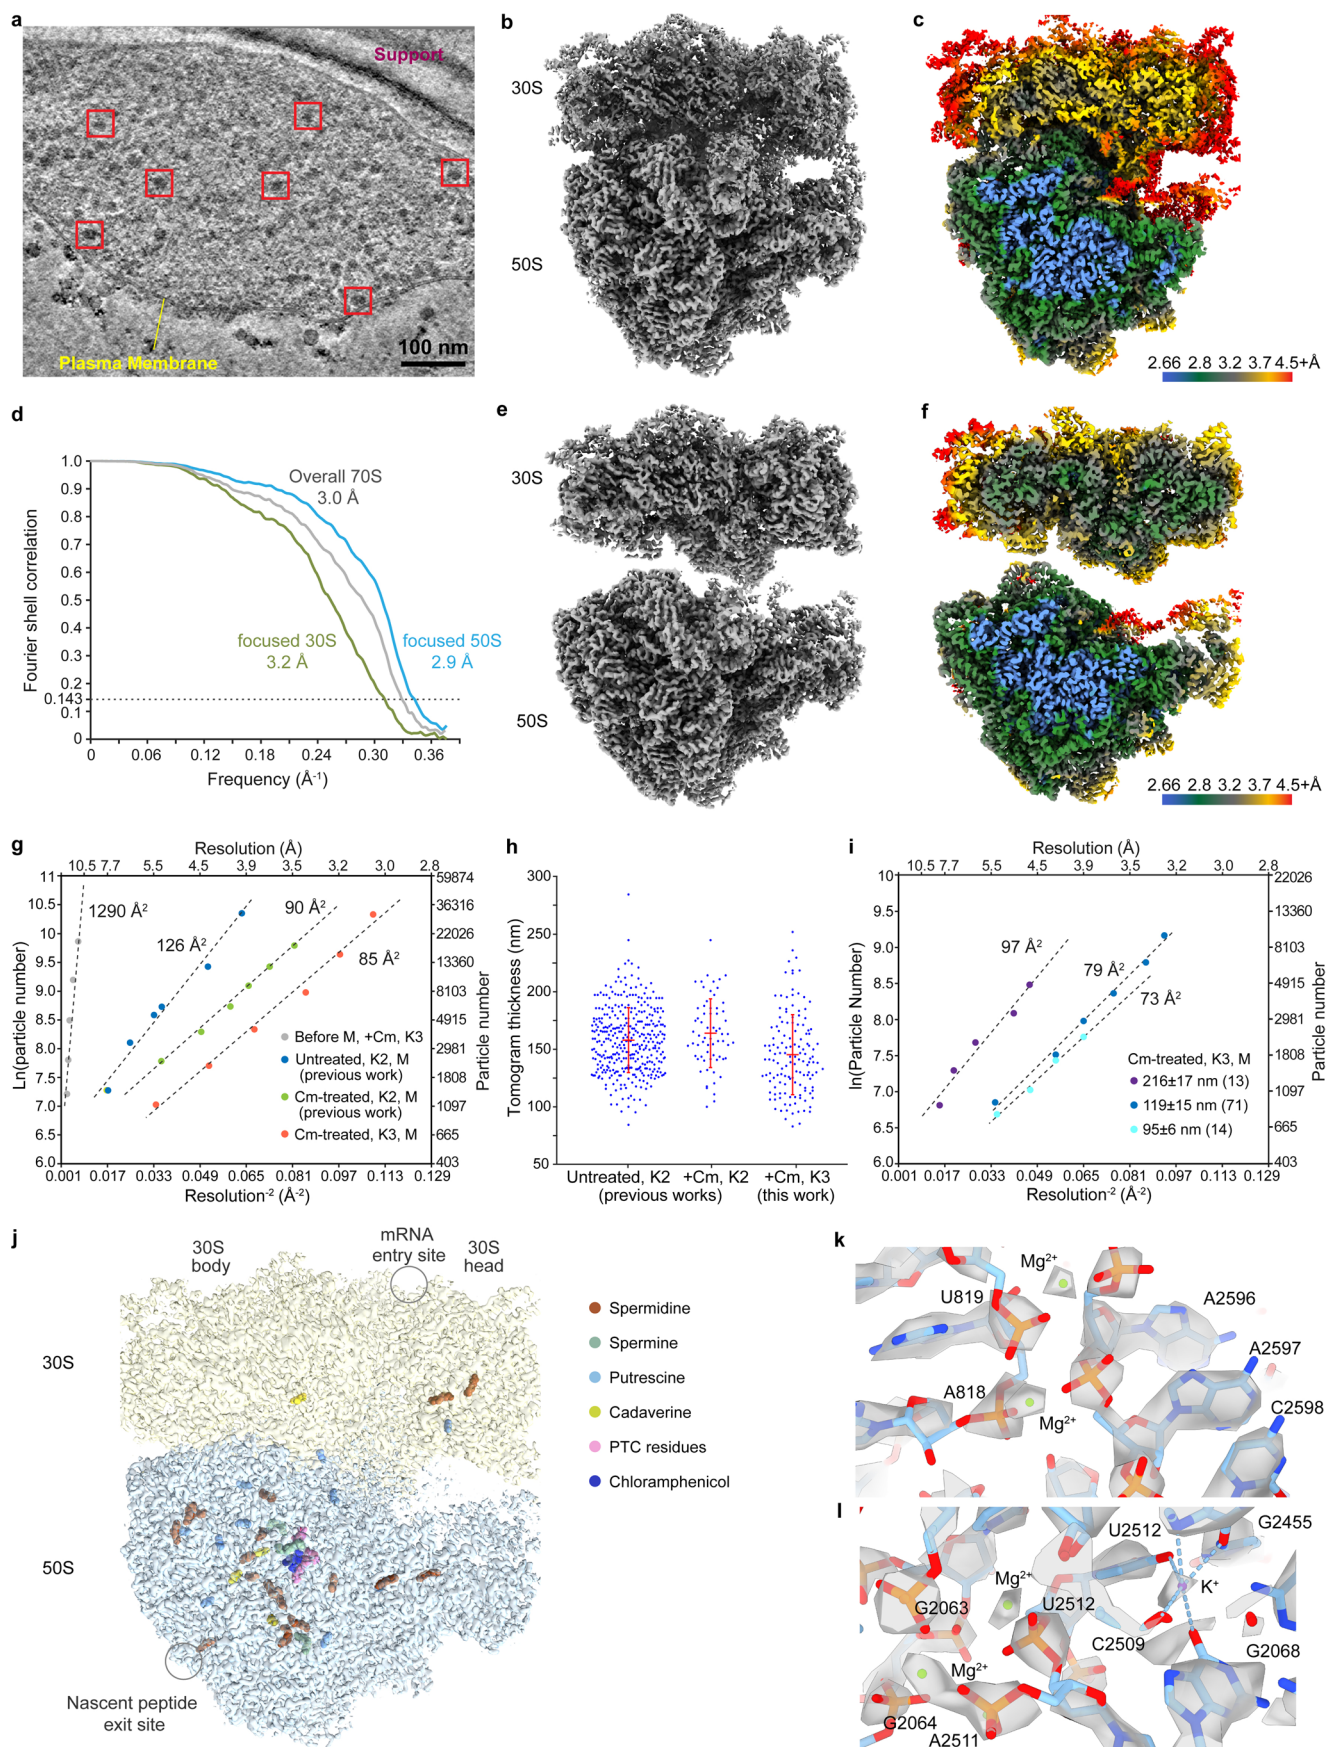 a
Support
Plasma Membrane
100 nm
b
30S
50S
c
2.66 2.8 3.2 3.7 4.5+Å
d
Fourier shell correlation
1.0
0.9
0.8
0.7
0.6
0.5
0.4
0.3
0.2
0.143
0.1
0
Overall 70S
3.0 Å
focused 30S
3.2 Å
focused 50S
2.9 Å
0 0.06 0.12 0.18 0.24 0.30 0.36
Frequency (Å-1)
e
30S
50S
f
2.66 2.8 3.2 3.7 4.5+Å
g
Resolution (Å)
10.5 7.7 5.5 4.5 3.9 3.5 3.2 3.0 2.8
Ln(particle number)
11
10.5
10
9.5
9.0
8.5
8.0
7.5
7.0
6.5
6.0
1290 Å2
126 Å2
90 Å2
85 Å2
Before M, +Cm, K3
Untreated, K2, M
(previous work)
Cm-treated, K2, M
(previous work)
Cm-treated, K3, M
59874
36316
22026
13360
8103
4915
2981
1808
1097
665
403
Particle number
0.001 0.017 0.033 0.049 0.065 0.081 0.097 0.113 0.129
Resolution-2 (Å-2)
h
Tomogram thickness (nm)
300
250
200
150
100
50
Untreated, K2 +Cm, K2 +Cm, K3
(previous works) (this work)
i
Resolution (Å)
10.5 7.7 5.5 4.5 3.9 3.5 3.2 3.0 2.8
ln(Particle Number)
10
9.5
9.0
8.5
8.0
7.5
7.0
6.5
6.0
97 Å2
79 Å2
73 Å2
Cm-treated, K3, M
216±17 nm (13)
119±15 nm (71)
95±6 nm (14)
22026
13360
8103
4915
2981
1808
1097
665
403
Particle number
0.001 0.017 0.033 0.049 0.065 0.081 0.097 0.113 0.129
Resolution-2 (Å-2)
j
30S
body
mRNA
entry site
30S
head
30S
50S
Nascent peptide
exit site
Spermidine
Spermine
Putrescine
Cadaverine
PTC residues
Chloramphenicol
k
Mg2+
U819
A2596
A2597
A818
Mg2+
C2598
l
U2512
G2455
Mg2+
K+
G2063
U2512
C2509
G2068
Mg2+
G2064
A2511